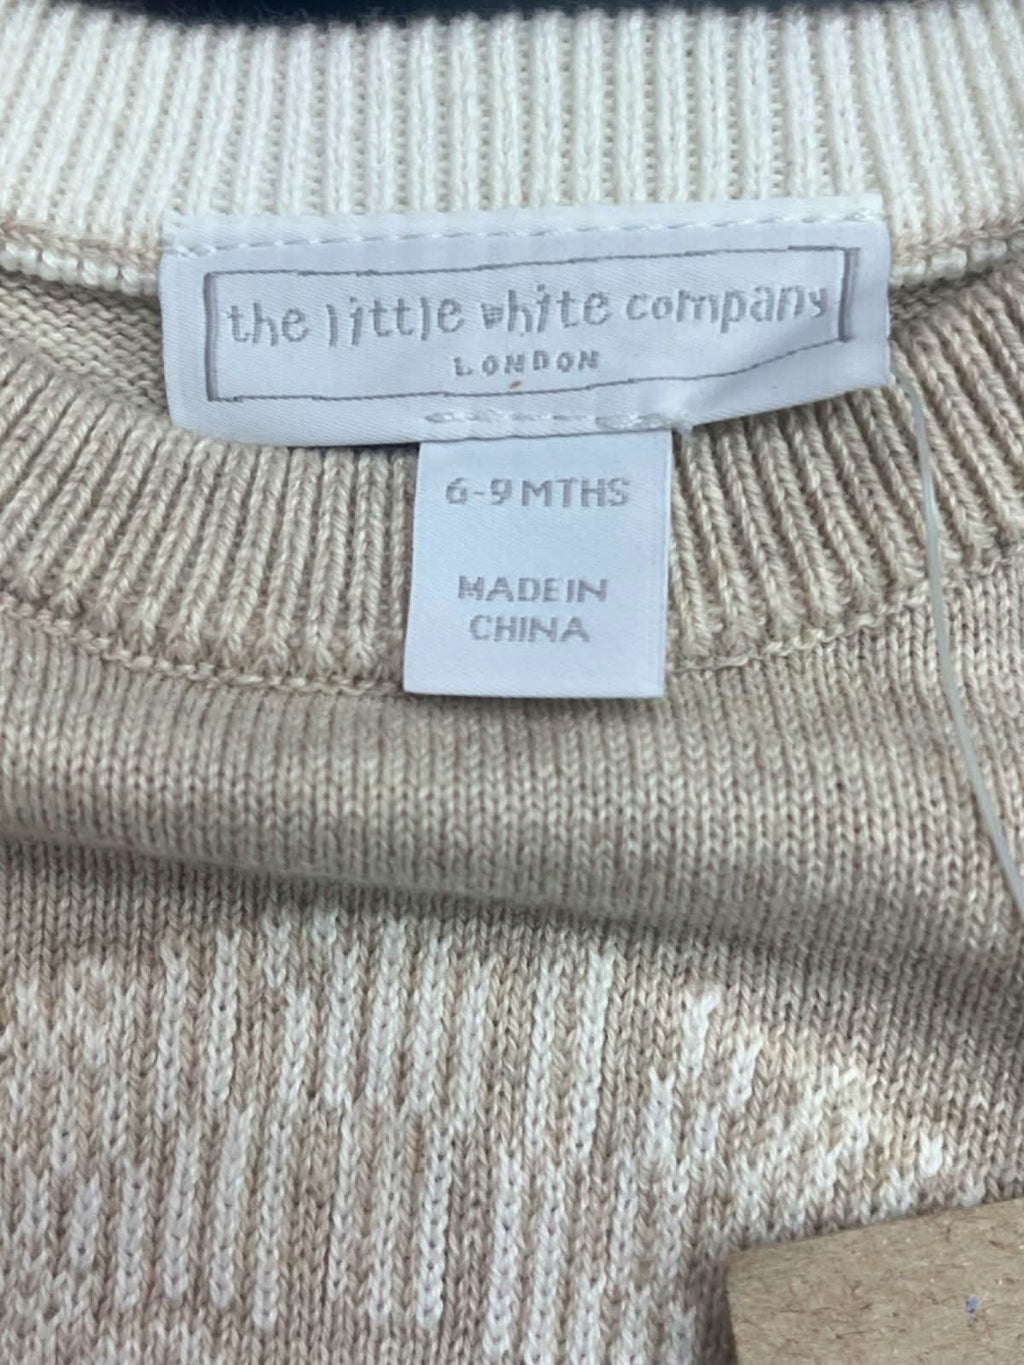 the little white company
LONDON
6-9 MTHS
MADE IN
CHINA